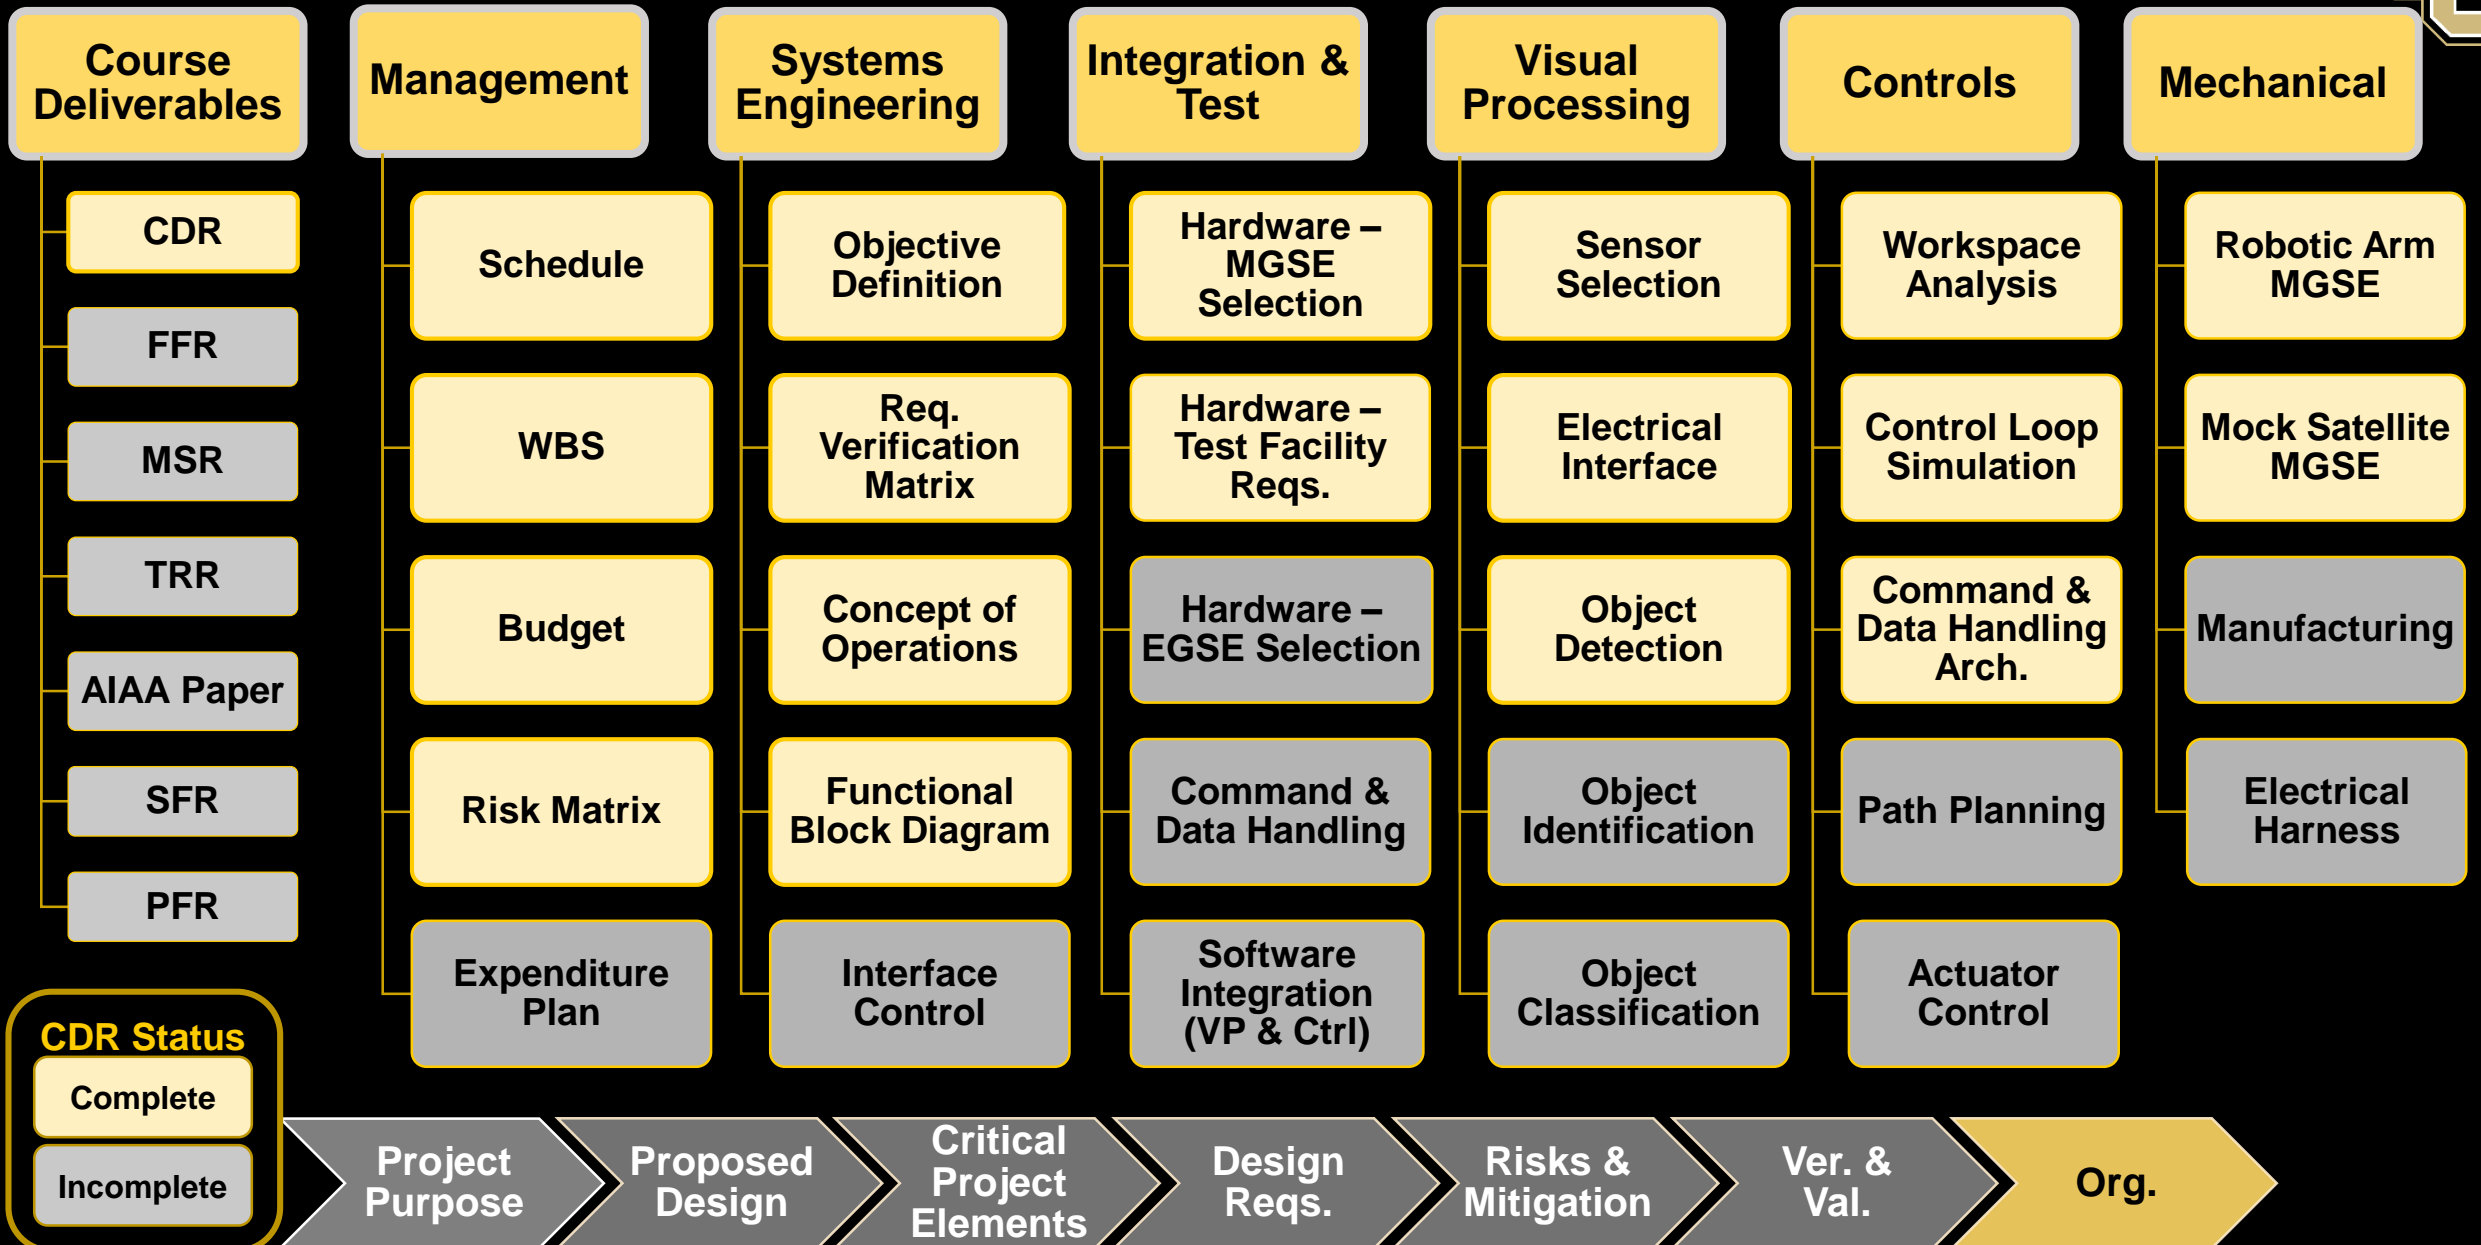 Course
Deliverables
CDR
FFR
MSR
TRR
AIAA Paper
SFR
PFR
Management
Schedule
WBS
Budget
Risk Matrix
Expenditure
Plan
Systems
Engineering
Objective
Definition
Req.
Verification
Matrix
Concept of
Operations
Functional
Block Diagram
Interface
Control
Integration &
Test
Hardware –
MGSE
Selection
Hardware –
Test Facility
Reqs.
Hardware –
EGSE Selection
Command &
Data Handling
Software
Integration
(VP & Ctrl)
Visual
Processing
Sensor
Selection
Electrical
Interface
Object
Detection
Object
Identification
Object
Classification
Controls
Workspace
Analysis
Control Loop
Simulation
Command &
Data Handling
Arch.
Path Planning
Actuator
Control
Mechanical
Robotic Arm
MGSE
Mock Satellite
MGSE
Manufacturing
Electrical
Harness
CDR Status
Complete
Incomplete
Project
Purpose
Proposed
Design
Critical
Project
Elements
Design
Reqs.
Risks &
Mitigation
Ver. &
Val.
Org.